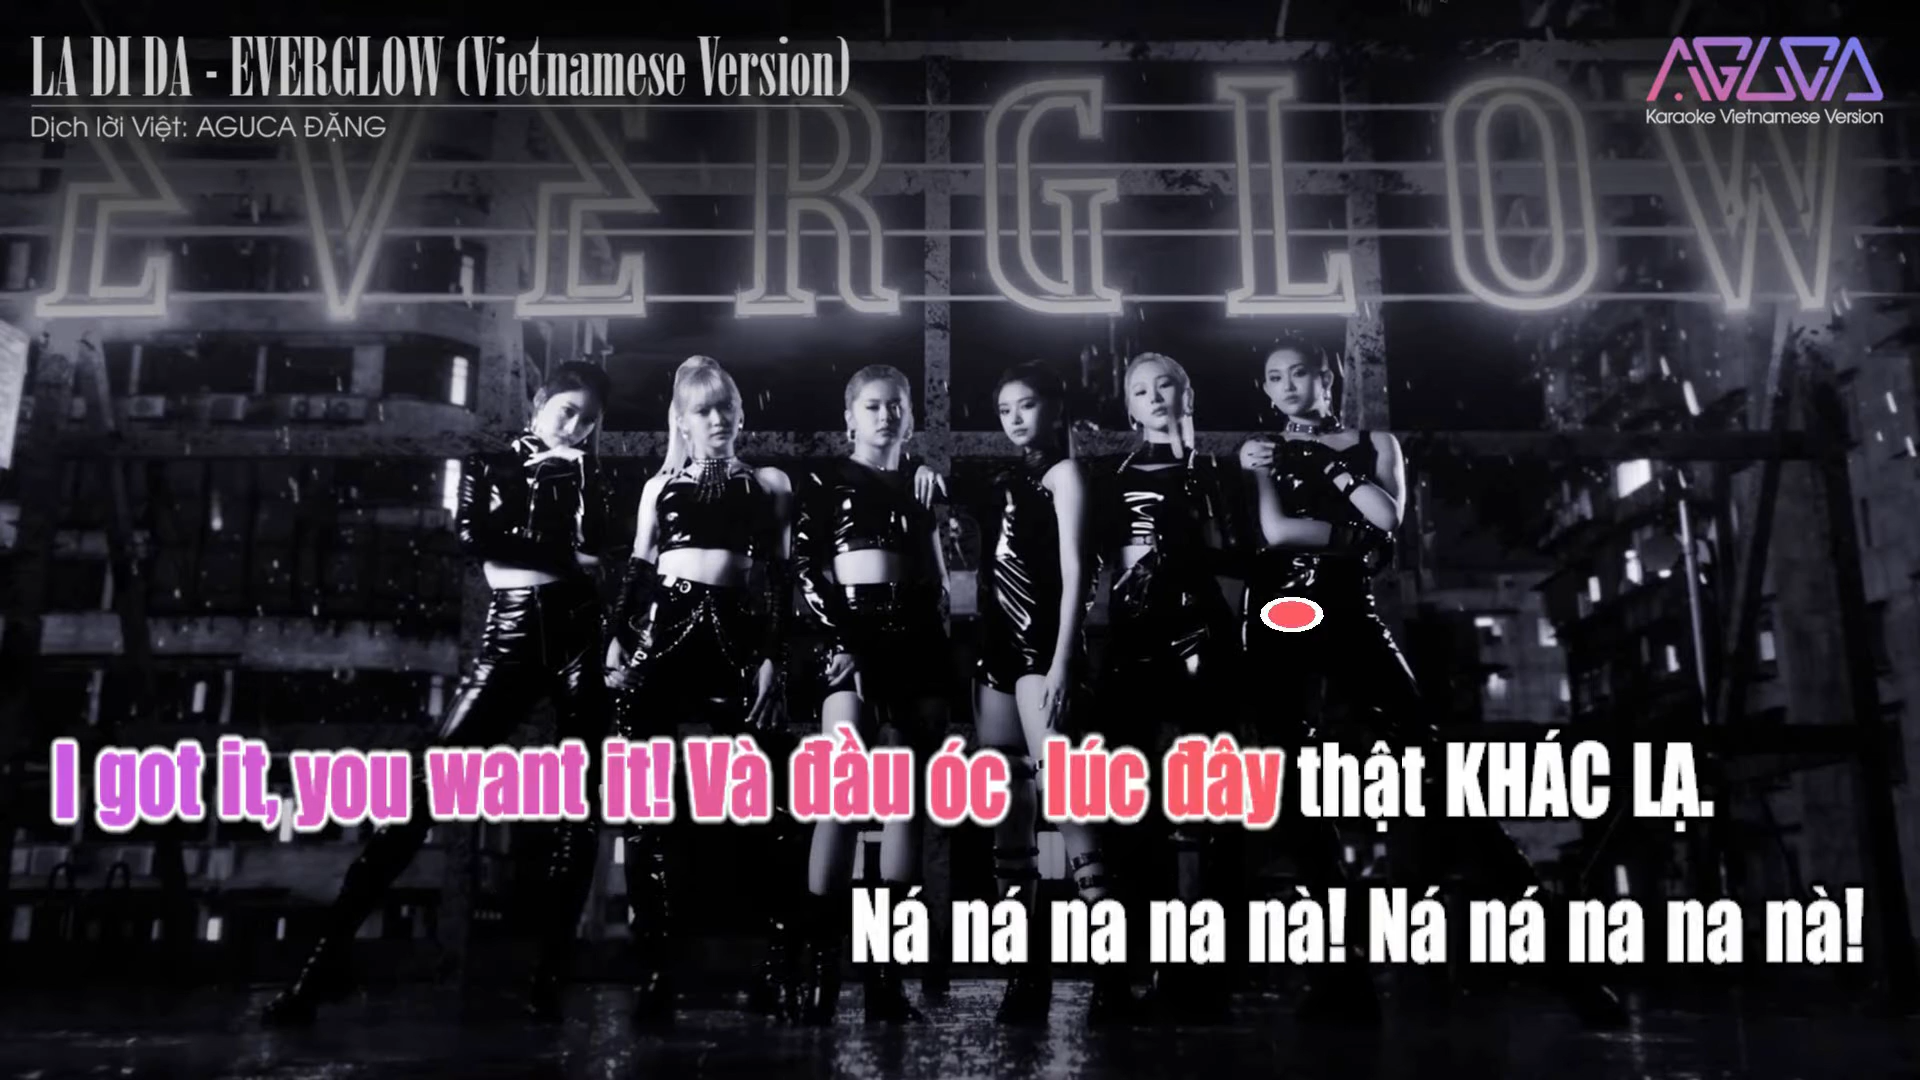 LA DI DA - EVERGLOW (Vietnamese Version)
Dịch lời Việt: AGUCA ĐẶNG
AGUCA
Karaoke Vietnamese Version
EVERGLOW
I got it, you want it! Và đầu óc lúc đây thật KHÁC LẠ.
Ná ná na na nà! Ná ná na na nà!